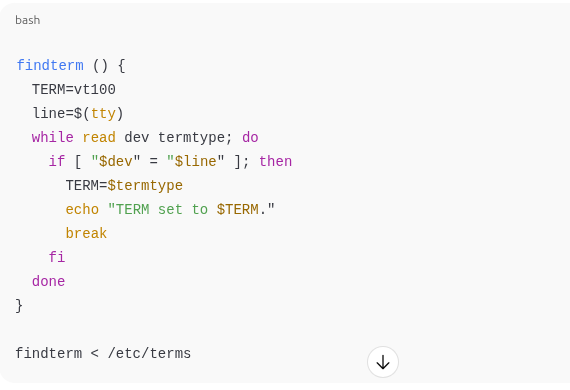 bash
findterm () {
  TERM=vt100
  line=$(tty)
  while read dev termtype; do
    if [ "$dev" = "$line" ]; then
      TERM=$termtype
      echo "TERM set to $TERM."
      break
    fi
  done
}
findterm < /etc/terms